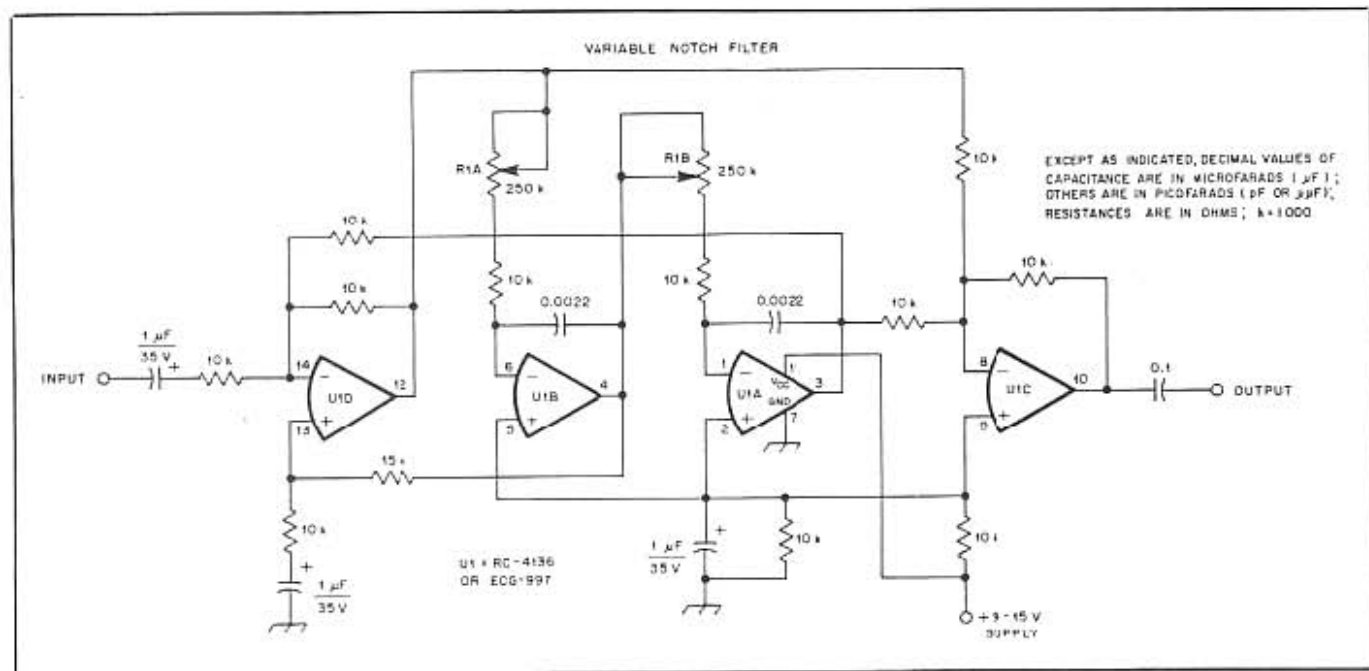 VARIABLE NOTCH FILTER
R1A
250 k
R1B
250 k
10 k
EXCEPT AS INDICATED, DECIMAL VALUES OF
CAPACITANCE ARE IN MICROFARADS (µF);
OTHERS ARE IN PICOFARADS (pF OR µµF);
RESISTANCES ARE IN OHMS; k=1000
10 k
10 k
10 k
10 k
10 k
0.0022
0.0022
10 k
10 k
1 µF
35 V
+
INPUT
10 k
14
−
U1D
12
+
13
6
−
U1B
4
+
5
1
−
U1A
VCC
GND
3
7
+
2
8
−
U1C
10
+
9
0.1
OUTPUT
15 k
10 k
+
1 µF
35 V
U1 = RC-4136
OR ECG-997
+
1 µF
35 V
10 k
+9-15 V
SUPPLY